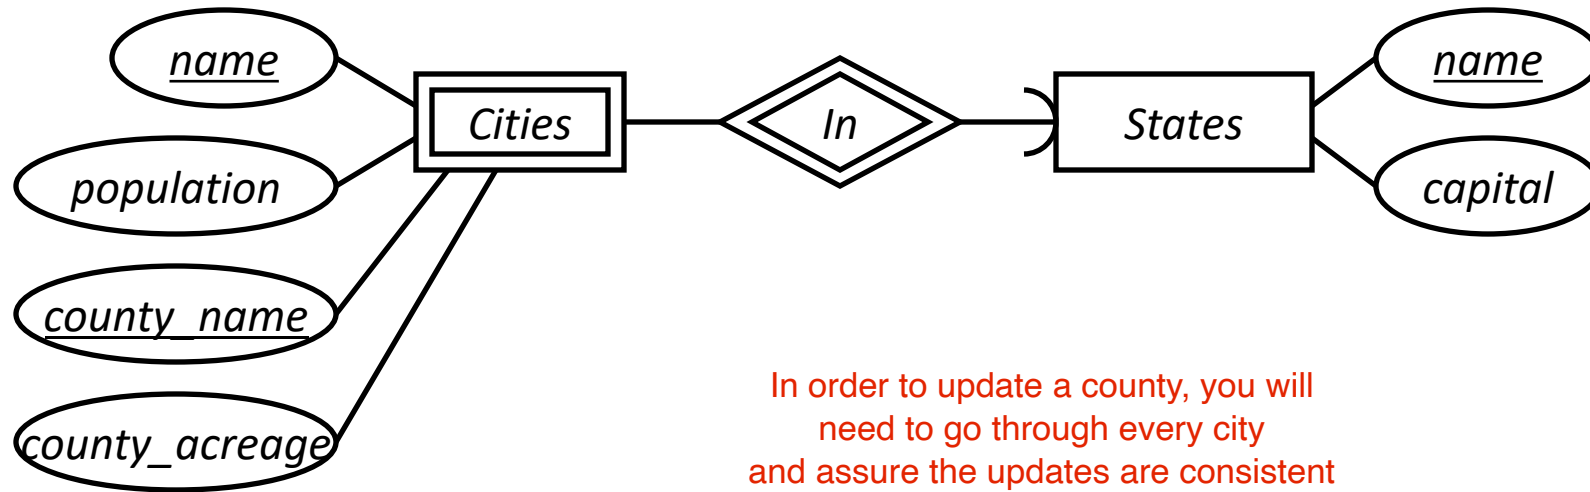 name
population
county_name
county_acreage
Cities
In
States
name
capital
In order to update a county, you will
need to go through every city
and assure the updates are consistent